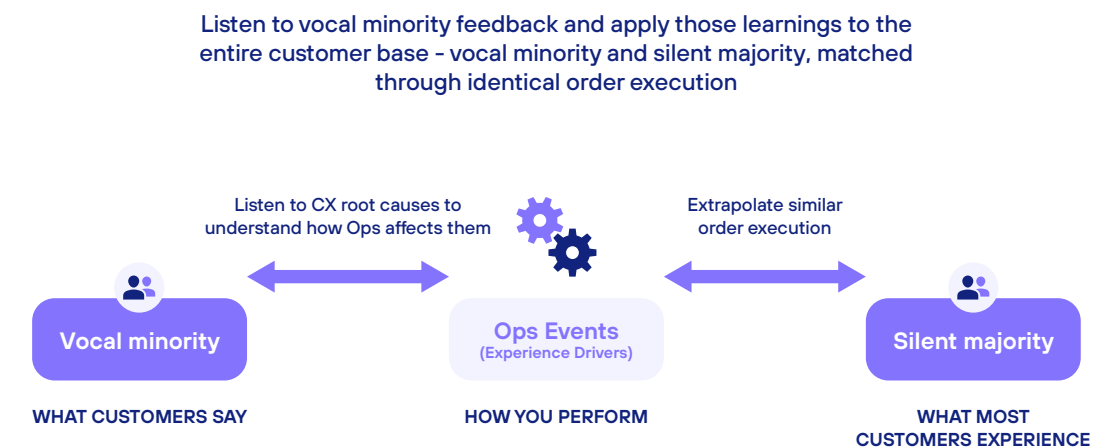 Listen to vocal minority feedback and apply those learnings to the
entire customer base - vocal minority and silent majority, matched
through identical order execution
Listen to CX root causes to
understand how Ops affects them
Extrapolate similar
order execution
Vocal minority
Ops Events
(Experience Drivers)
Silent majority
WHAT CUSTOMERS SAY
HOW YOU PERFORM
WHAT MOST
CUSTOMERS EXPERIENCE